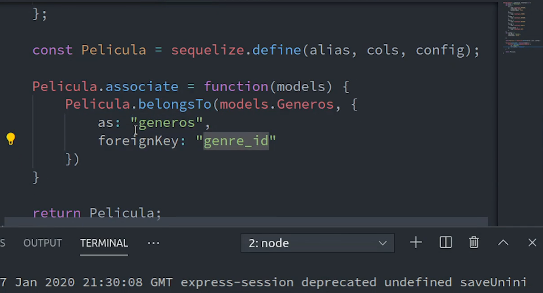 };
const Pelicula = sequelize.define(alias, cols, config);
Pelicula.associate = function(models) {
Pelicula.belongsTo(models.Generos, {
as: "generos",
foreignKey: "genre_id"
})
}
return Pelicula;
S OUTPUT TERMINAL ··· 2: node
7 Jan 2020 21:30:08 GMT express-session deprecated undefined saveUnini